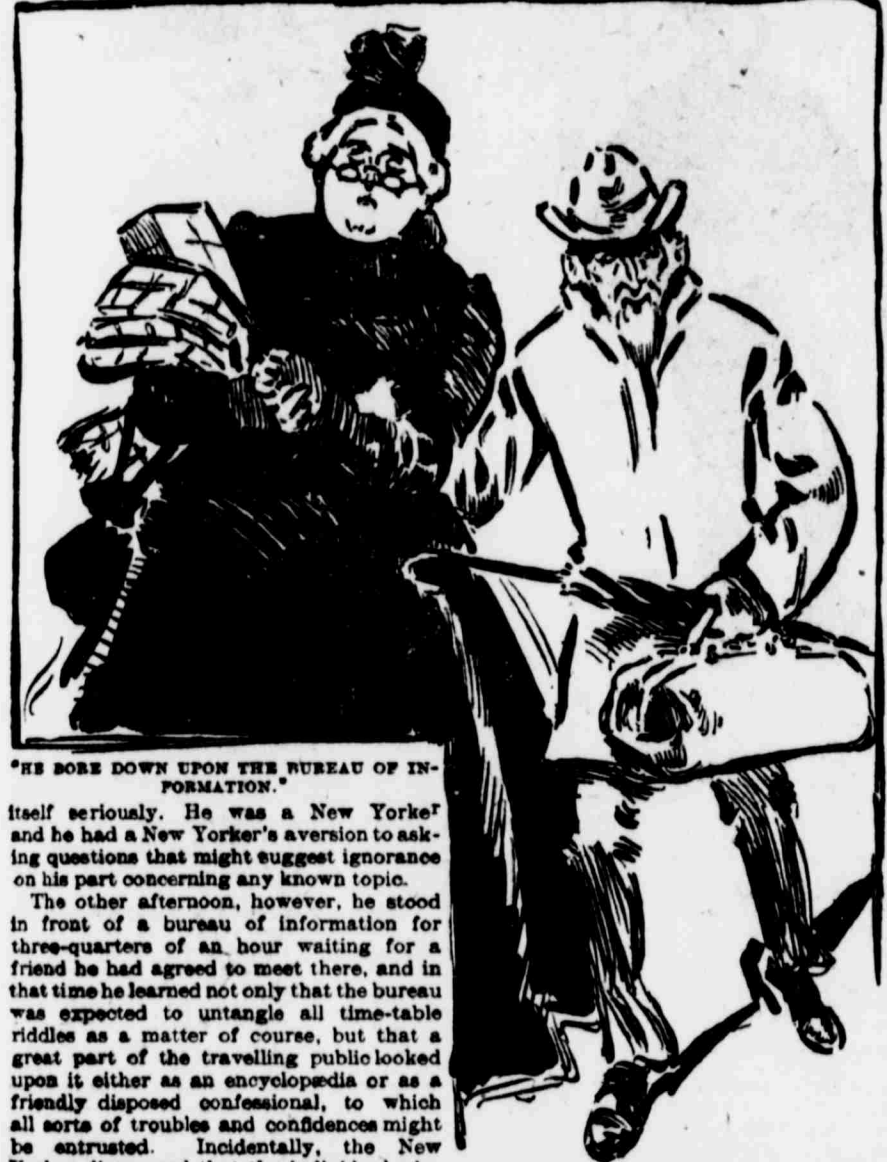 "HE BORE DOWN UPON THE BUREAU OF IN-
FORMATION."
itself seriously. He was a New Yorker
and he had a New Yorker's aversion to ask-
ing questions that might suggest ignorance
on his part concerning any known topic.
The other afternoon, however, he stood
in front of a bureau of information for
three-quarters of an hour waiting for a
friend he had agreed to meet there, and in
that time he learned not only that the bureau
was expected to untangle all time-table
riddles as a matter of course, but that a
great part of the travelling public looked
upon it either as an encyclopædia or as a
friendly disposed confessional, to which
all sorts of troubles and confidences might
be entrusted. Incidentally, the New